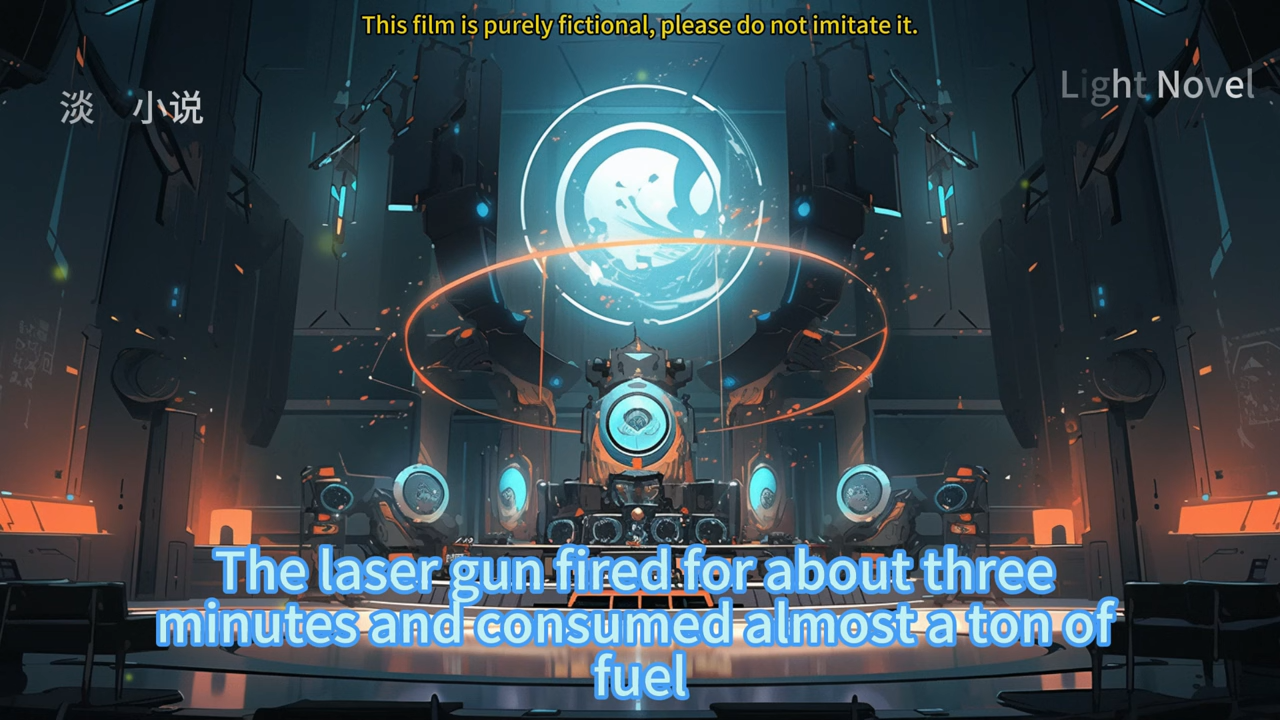 This film is purely fictional, please do not imitate it.
淡 小说
Light Novel
The laser gun fired for about three
minutes and consumed almost a ton of
fuel